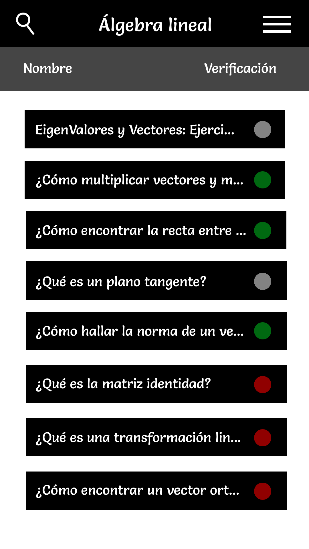 Álgebra lineal
Nombre Verificación
EigenValores y Vectores: Ejerci...
¿Cómo multiplicar vectores y m...
¿Cómo encontrar la recta entre ...
¿Qué es un plano tangente?
¿Cómo hallar la norma de un ve...
¿Qué es la matriz identidad?
¿Qué es una transformación lin...
¿Cómo encontrar un vector ort...